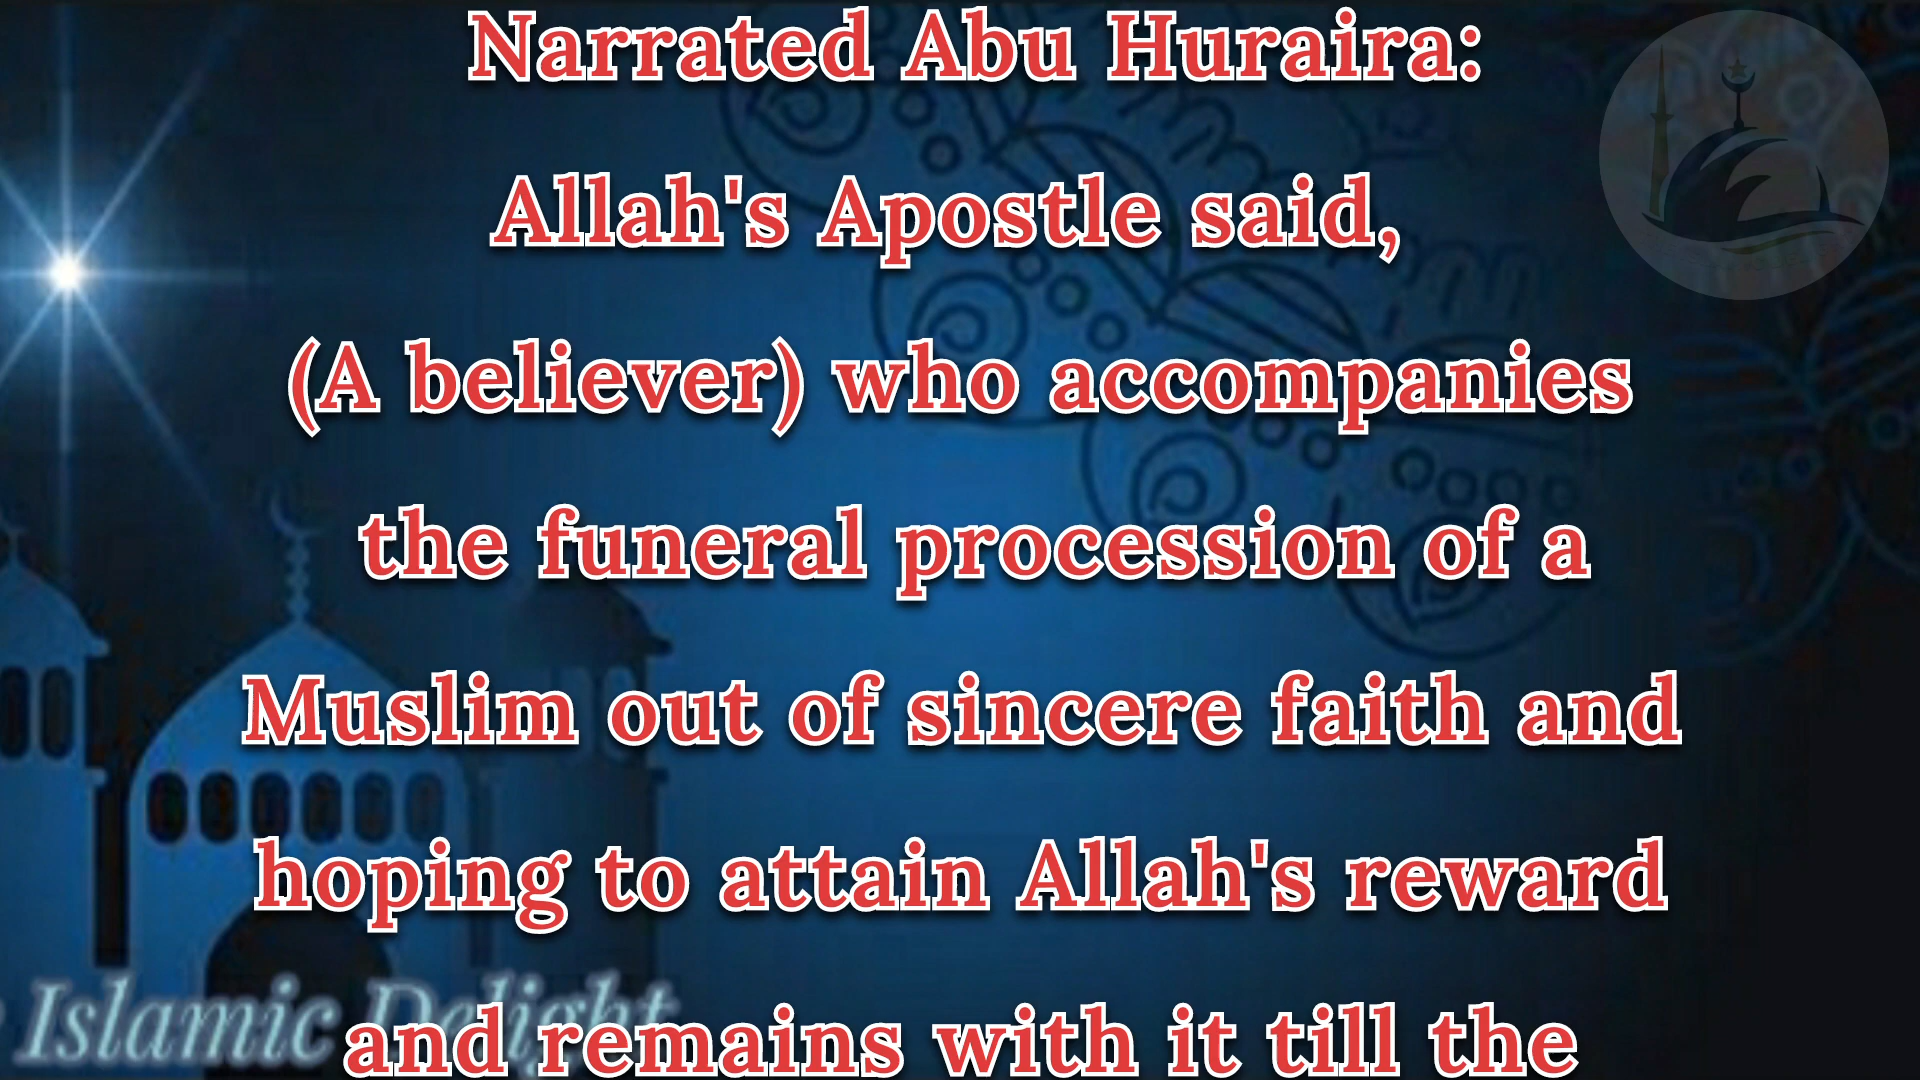 Narrated Abu Huraira:
Allah's Apostle said,
(A believer) who accompanies
the funeral procession of a
Muslim out of sincere faith and
hoping to attain Allah's reward
and remains with it till the
Islamic Delight